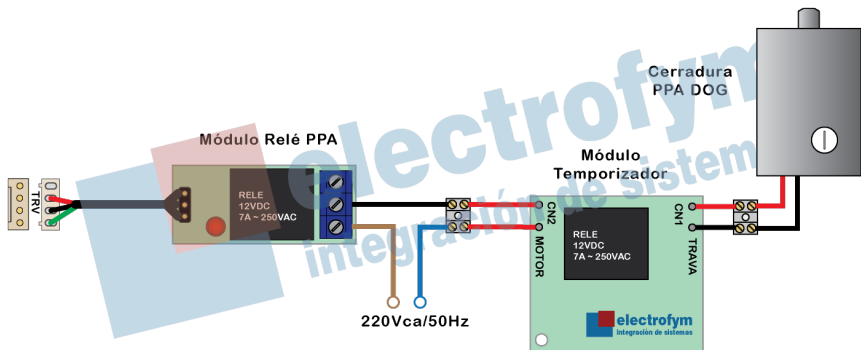 electrofym
integración de sistem
Cerradura
PPA DOG
Módulo Relé PPA
Módulo
Temporizador
TRV
RELE
12VDC
7A ~ 250VAC
CN2
MOTOR
RELE
12VDC
7A ~ 250VAC
CN1
TRAVA
220Vca/50Hz
electrofym
integración de sistemas